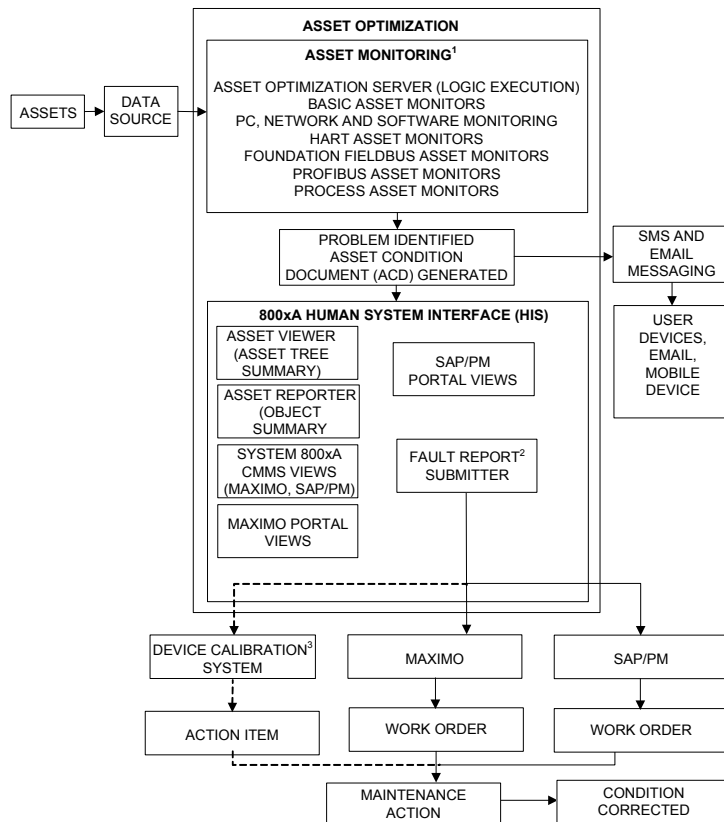 ASSET OPTIMIZATION
ASSET MONITORING1
ASSET OPTIMIZATION SERVER (LOGIC EXECUTION)
BASIC ASSET MONITORS
PC, NETWORK AND SOFTWARE MONITORING
HART ASSET MONITORS
FOUNDATION FIELDBUS ASSET MONITORS
PROFIBUS ASSET MONITORS
PROCESS ASSET MONITORS
ASSETS
DATA
SOURCE
PROBLEM IDENTIFIED
ASSET CONDITION
DOCUMENT (ACD) GENERATED
SMS AND
EMAIL
MESSAGING
USER
DEVICES,
EMAIL,
MOBILE
DEVICE
800xA HUMAN SYSTEM INTERFACE (HIS)
ASSET VIEWER
(ASSET TREE
SUMMARY)
SAP/PM
PORTAL VIEWS
ASSET REPORTER
(OBJECT
SUMMARY
SYSTEM 800xA
CMMS VIEWS
(MAXIMO, SAP/PM)
FAULT REPORT2
SUBMITTER
MAXIMO PORTAL
VIEWS
DEVICE CALIBRATION3
SYSTEM
MAXIMO
SAP/PM
ACTION ITEM
WORK ORDER
WORK ORDER
MAINTENANCE
ACTION
CONDITION
CORRECTED